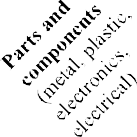 Parts and
components
(metal, plastic,
electronics,
electrical)